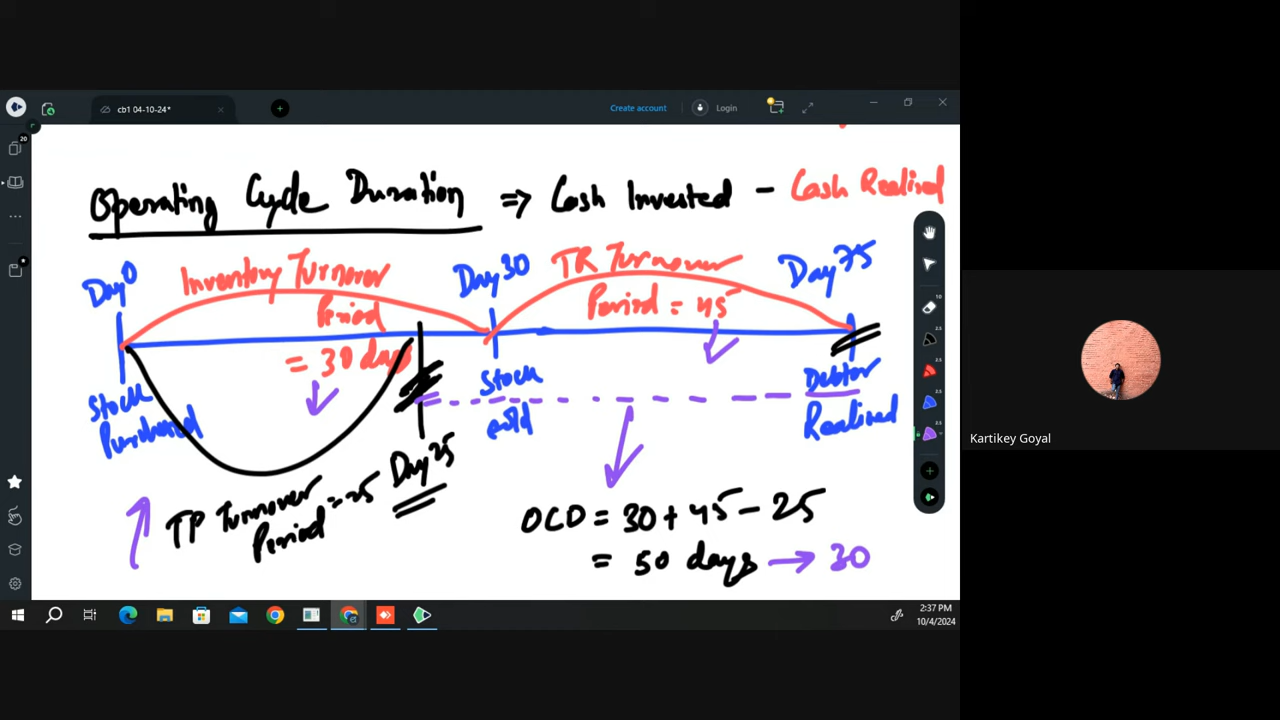 cb1 04-10-24*
Create account
Login
20
Operating Cycle Duration => Cash Invested - Cash Realised
Day 0
Inventory Turnover
Period
= 30 days
Day 30
TR Turnover
Period = 45
Day 75
Stock
Purchased
Stock
sold
Debtor
Realised
Day 25
TP Turnover
Period = 25
OCD = 30 + 45 - 25
= 50 days → 30
Kartikey Goyal
2:37 PM
10/4/2024